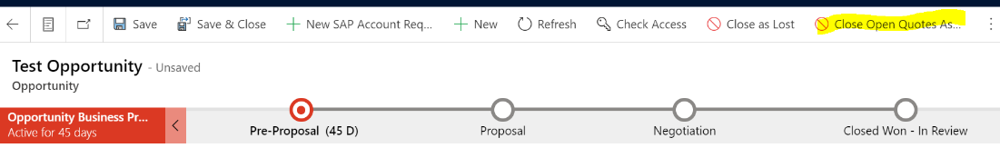 Save Save & Close New SAP Account Req... New Refresh Check Access Close as Lost Close Open Quotes As...
Test Opportunity - Unsaved
Opportunity
Opportunity Business Pr...
Active for 45 days
Pre-Proposal (45 D) Proposal Negotiation Closed Won - In Review